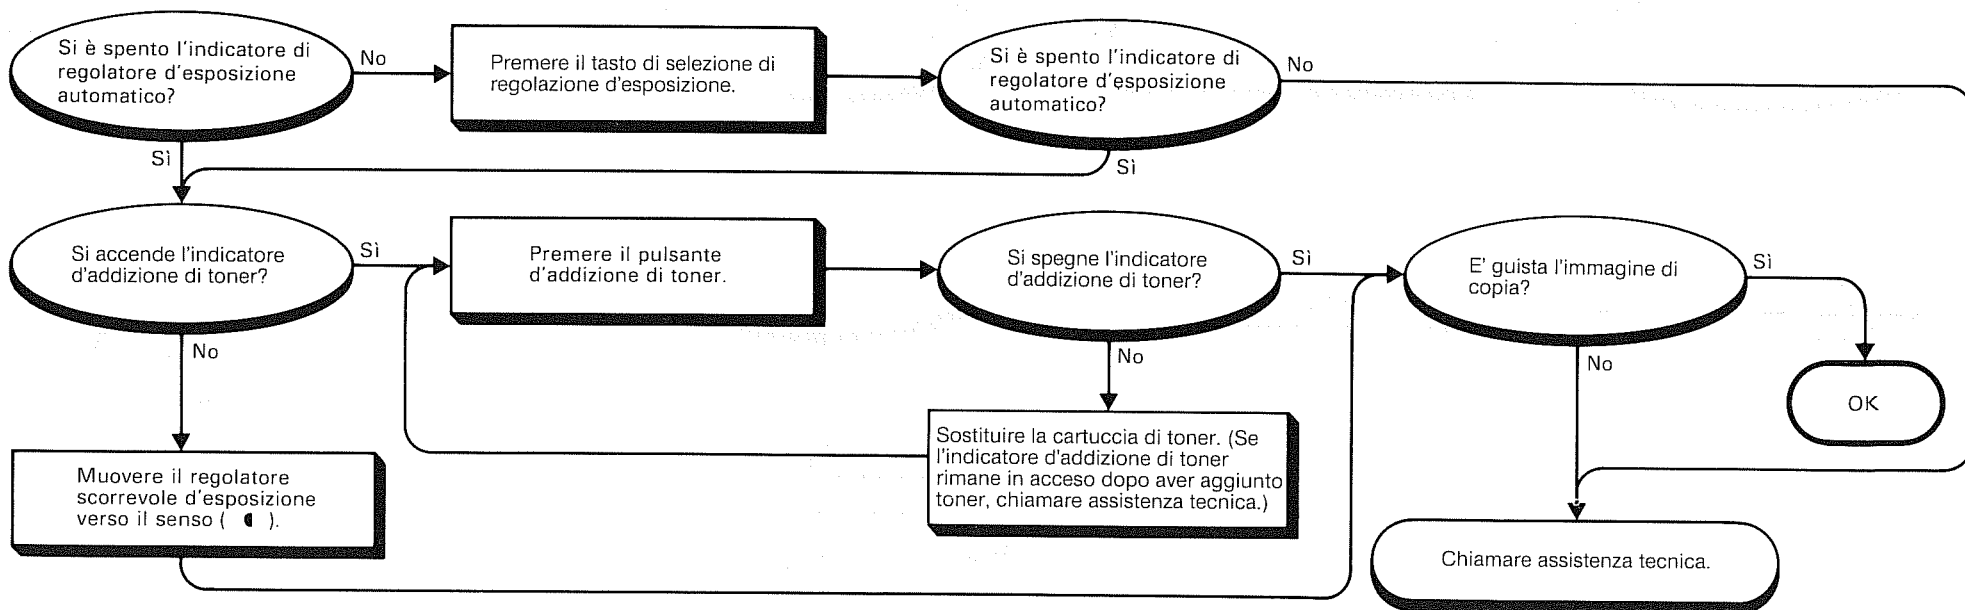 Si è spento l'indicatore di
regolatore d'esposizione
automatico?
No
Premere il tasto di selezione di
regolazione d'esposizione.
Si è spento l'indicatore di
regolatore d'esposizione
automatico?
No
Sì
Sì
Si accende l'indicatore
d'addizione di toner?
Sì
Premere il pulsante
d'addizione di toner.
Si spegne l'indicatore
d'addizione di toner?
Sì
E' guista l'immagine di
copia?
Sì
No
No
No
OK
Muovere il regolatore
scorrevole d'esposizione
verso il senso ( ).
Sostituire la cartuccia di toner. (Se
l'indicatore d'addizione di toner
rimane in acceso dopo aver aggiunto
toner, chiamare assistenza tecnica.)
Chiamare assistenza tecnica.